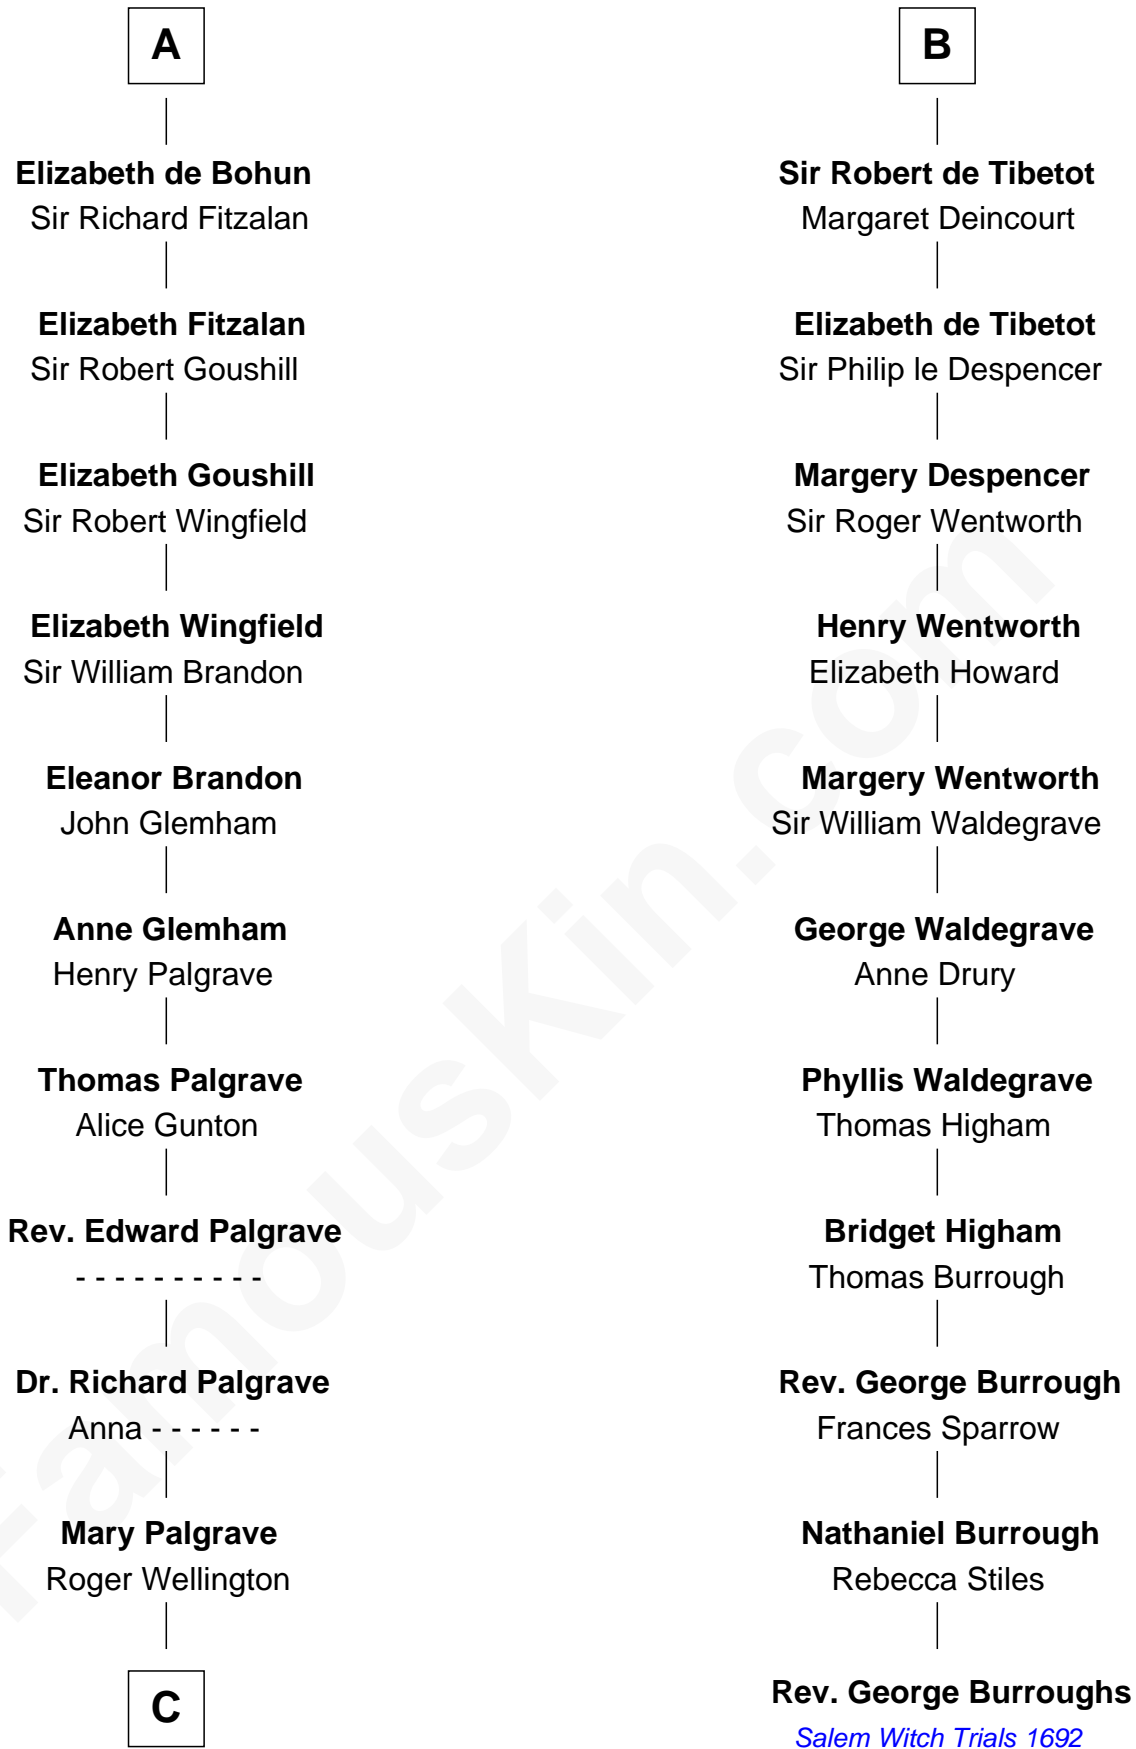 A
Elizabeth de Bohun
Sir Richard Fitzalan
Elizabeth Fitzalan
Sir Robert Goushill
Elizabeth Goushill
Sir Robert Wingfield
Elizabeth Wingfield
Sir William Brandon
Eleanor Brandon
John Glemham
Anne Glemham
Henry Palgrave
Thomas Palgrave
Alice Gunton
Rev. Edward Palgrave
- - - - - - - - - -
Dr. Richard Palgrave
Anna - - - - - -
Mary Palgrave
Roger Wellington
C
B
Sir Robert de Tibetot
Margaret Deincourt
Elizabeth de Tibetot
Sir Philip le Despencer
Margery Despencer
Sir Roger Wentworth
Henry Wentworth
Elizabeth Howard
Margery Wentworth
Sir William Waldegrave
George Waldegrave
Anne Drury
Phyllis Waldegrave
Thomas Higham
Bridget Higham
Thomas Burrough
Rev. George Burrough
Frances Sparrow
Nathaniel Burrough
Rebecca Stiles
Rev. George Burroughs
Salem Witch Trials 1692
FamousKin.com